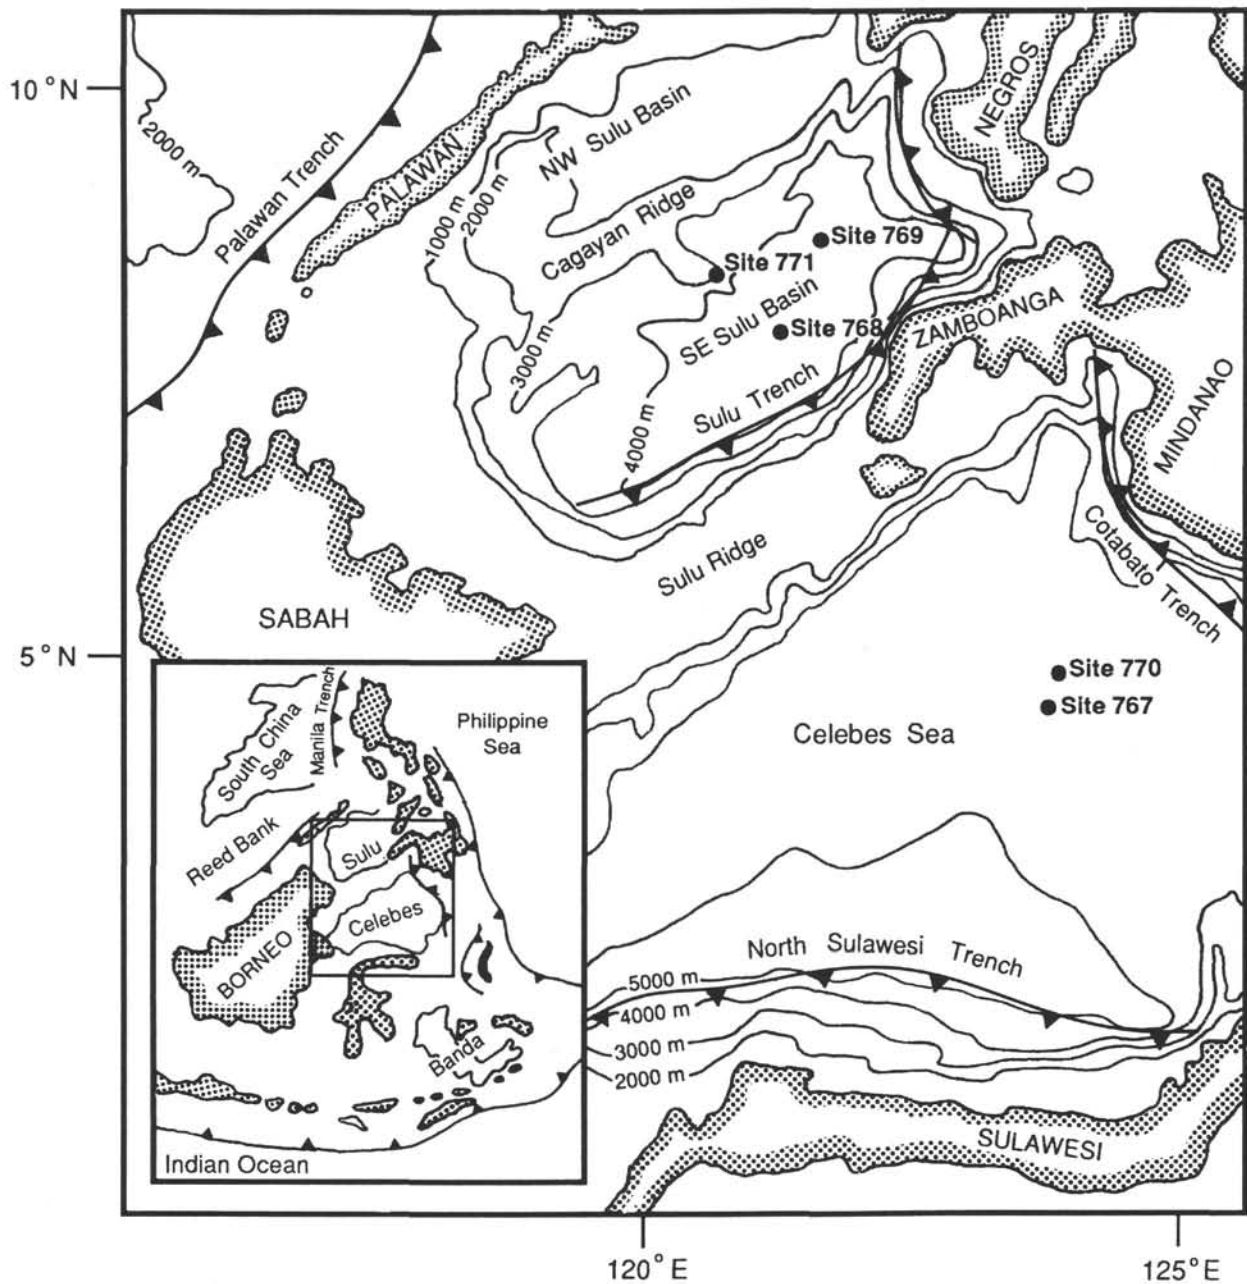 10°N
2000 m
Palawan Trench
PALAWAN
1000 m
2000 m
NW Sulu Basin
Cagayan Ridge
NEGROS
Site 769
Site 771
SE Sulu Basin
Site 768
3000 m
4000 m
Sulu Trench
ZAMBOANGA
MINDANAO
Cotabato Trench
Sulu Ridge
SABAH
5°N
Site 770
Site 767
Celebes Sea
North Sulawesi Trench
5000 m
4000 m
3000 m
2000 m
SULAWESI
South China
Sea
Manila Trench
Philippine
Sea
Reed Bank
Sulu
Celebes
BORNEO
Banda
Indian Ocean
120°E
125°E